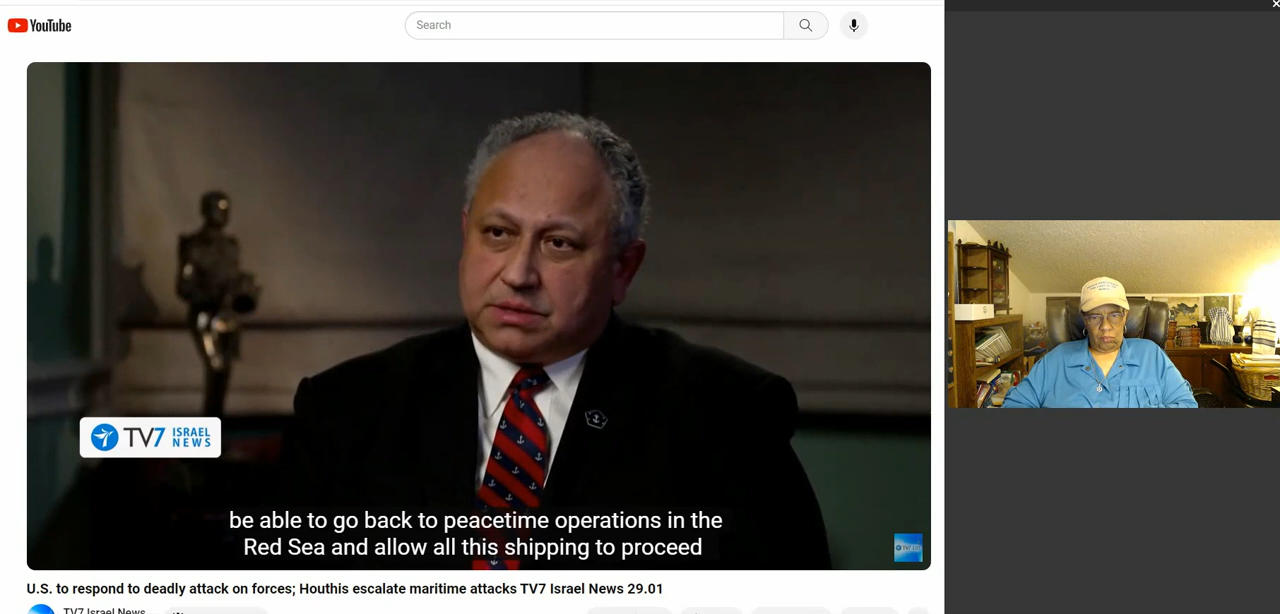 YouTube
Search
TV7 ISRAEL NEWS
be able to go back to peacetime operations in the
Red Sea and allow all this shipping to proceed
U.S. to respond to deadly attack on forces; Houthis escalate maritime attacks TV7 Israel News 29.01
TV7 Israel News